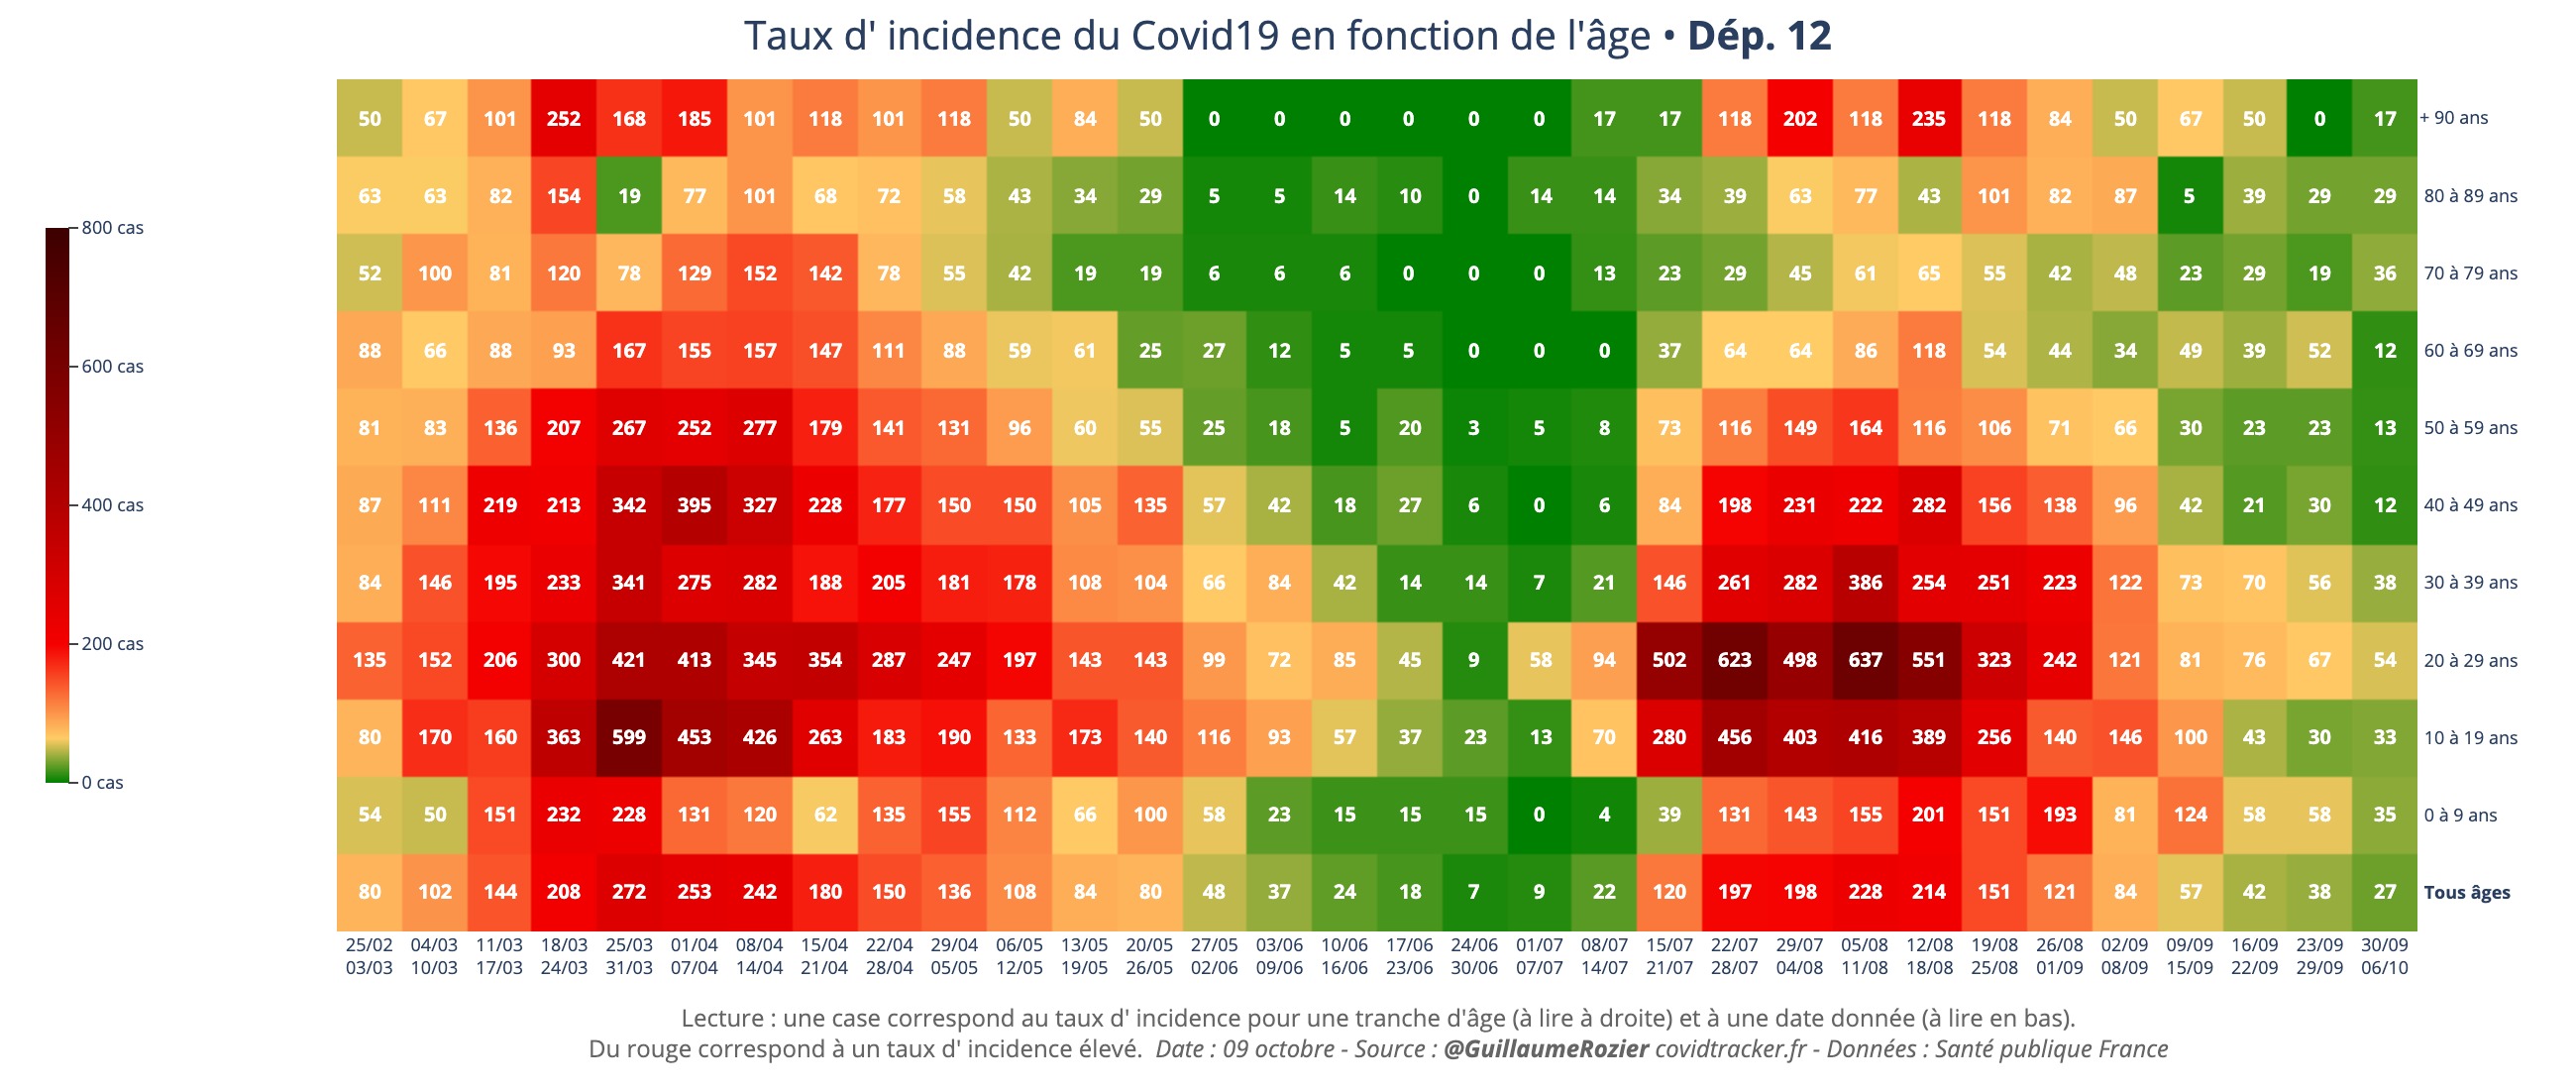 Taux d' incidence du Covid19 en fonction de l'âge • Dép. 12
800 cas
600 cas
400 cas
200 cas
0 cas
50 67 101 252 168 185 101 118 101 118 50 84 50 0 0 0 0 0 0 17 17 118 202 118 235 118 84 50 67 50 0 17 + 90 ans
63 63 82 154 19 77 101 68 72 58 43 34 29 5 5 14 10 0 14 14 34 39 63 77 43 101 82 87 5 39 29 29 80 à 89 ans
52 100 81 120 78 129 152 142 78 55 42 19 19 6 6 6 0 0 0 13 23 29 45 61 65 55 42 48 23 29 19 36 70 à 79 ans
88 66 88 93 167 155 157 147 111 88 59 61 25 27 12 5 5 0 0 0 37 64 64 86 118 54 44 34 49 39 52 12 60 à 69 ans
81 83 136 207 267 252 277 179 141 131 96 60 55 25 18 5 20 3 5 8 73 116 149 164 116 106 71 66 30 23 23 13 50 à 59 ans
87 111 219 213 342 395 327 228 177 150 150 105 135 57 42 18 27 6 0 6 84 198 231 222 282 156 138 96 42 21 30 12 40 à 49 ans
84 146 195 233 341 275 282 188 205 181 178 108 104 66 84 42 14 14 7 21 146 261 282 386 254 251 223 122 73 70 56 38 30 à 39 ans
135 152 206 300 421 413 345 354 287 247 197 143 143 99 72 85 45 9 58 94 502 623 498 637 551 323 242 121 81 76 67 54 20 à 29 ans
80 170 160 363 599 453 426 263 183 190 133 173 140 116 93 57 37 23 13 70 280 456 403 416 389 256 140 146 100 43 30 33 10 à 19 ans
54 50 151 232 228 131 120 62 135 155 112 66 100 58 23 15 15 15 0 4 39 131 143 155 201 151 193 81 124 58 58 35 0 à 9 ans
80 102 144 208 272 253 242 180 150 136 108 84 80 48 37 24 18 7 9 22 120 197 198 228 214 151 121 84 57 42 38 27 Tous âges
25/02 04/03 11/03 18/03 25/03 01/04 08/04 15/04 22/04 29/04 06/05 13/05 20/05 27/05 03/06 10/06 17/06 24/06 01/07 08/07 15/07 22/07 29/07 05/08 12/08 19/08 26/08 02/09 09/09 16/09 23/09 30/09
03/03 10/03 17/03 24/03 31/03 07/04 14/04 21/04 28/04 05/05 12/05 19/05 26/05 02/06 09/06 16/06 23/06 30/06 07/07 14/07 21/07 28/07 04/08 11/08 18/08 25/08 01/09 08/09 15/09 22/09 29/09 06/10
Lecture : une case correspond au taux d' incidence pour une tranche d'âge (à lire à droite) et à une date donnée (à lire en bas).
Du rouge correspond à un taux d' incidence élevé. Date : 09 octobre - Source : @GuillaumeRozier covidtracker.fr - Données : Santé publique France